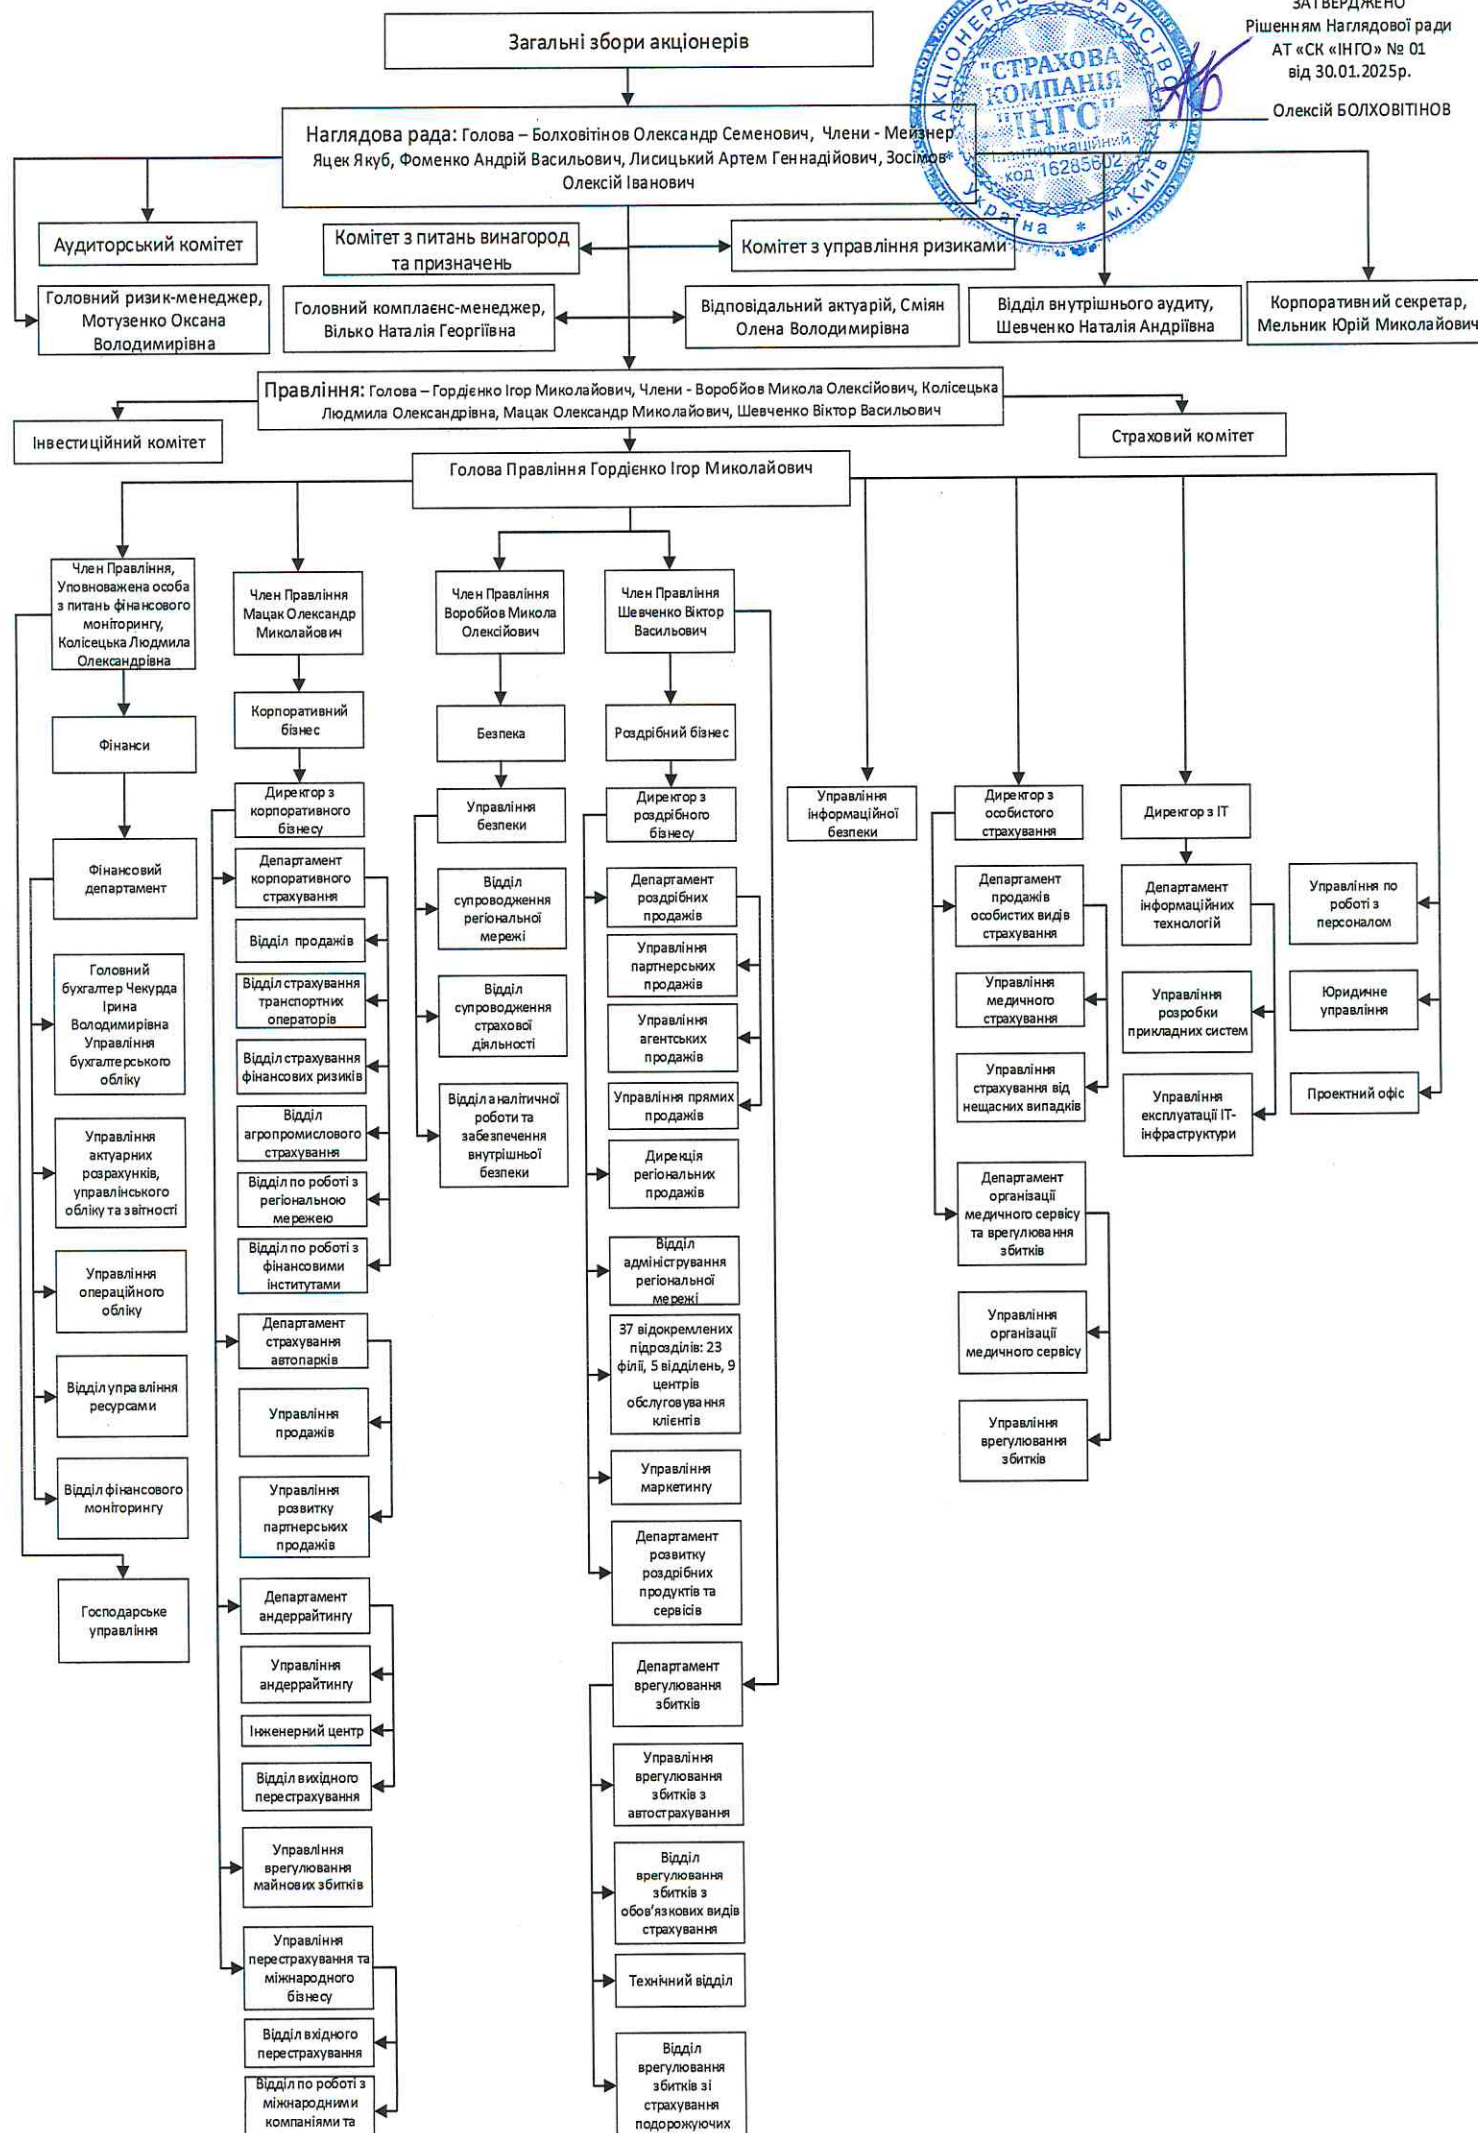 ЗАТВЕРДЖЕНО
Рішенням Наглядової ради
АТ «СК «ІНГО» № 01
від 30.01.2025р.
Олексій БОЛХОВІТІНОВ
"СТРАХОВА
КОМПАНІЯ
"ІНГО"
Ідентифікаційний
код 16285602
Україна * м.Київ *
Загальні збори акціонерів
Наглядова рада: Голова – Болховітінов Олександр Семенович, Члени - Мейзнер
Яцек Якуб, Фоменко Андрій Васильович, Лисицький Артем Геннадійович, Зосімов
Олексій Іванович
Аудиторський комітет
Комітет з питань винагород
та призначень
Комітет з управління ризиками
Головний ризик-менеджер,
Мотузенко Оксана
Володимирівна
Головний комплаєнс-менеджер,
Вілько Наталія Георгіївна
Відповідальний актуарій, Сміян
Олена Володимирівна
Відділ внутрішнього аудиту,
Шевченко Наталія Андріївна
Корпоративний секретар,
Мельник Юрій Миколайович
Правління: Голова – Гордієнко Ігор Миколайович, Члени - Воробйов Микола Олексійович, Колісецька
Людмила Олександрівна, Мацак Олександр Миколайович, Шевченко Віктор Васильович
Інвестиційний комітет
Страховий комітет
Голова Правління Гордієнко Ігор Миколайович
Член Правління,
Уповноважена особа
з питань фінансового
моніторингу,
Колісецька Людмила
Олександрівна
Фінанси
Фінансовий
департамент
Головний
бухгалтер Чекурда
Ірина
Володимирівна
Управління
бухгалтерського
обліку
Управління
актуарних
розрахунків,
управлінського
обліку та звітності
Управління
операційного
обліку
Відділ управління
ресурсами
Відділ фінансового
моніторингу
Господарське
управління
Член Правління
Мацак Олександр
Миколайович
Корпоративний
бізнес
Директор з
корпоративного
бізнесу
Департамент
корпоративного
страхування
Відділ продажів
Відділ страхування
транспортних
операторів
Відділ страхування
фінансових ризиків
Відділ
агропромислового
страхування
Відділ по роботі з
регіональною
мережею
Відділ по роботі з
фінансовими
інститутами
Департамент
страхування
автопарків
Управління
продажів
Управління
розвитку
партнерських
продажів
Департамент
андеррайтингу
Управління
андеррайтингу
Інженерний центр
Відділ вихідного
перестрахування
Управління
врегулювання
майнових збитків
Управління
перестрахування та
міжнародного
бізнесу
Відділ вхідного
перестрахування
Відділ по роботі з
міжнародними
компаніями та
Член Правління
Воробйов Микола
Олексійович
Безпека
Управління
безпеки
Відділ
супроводження
регіональної
мережі
Відділ
супроводження
страхової
діяльності
Відділ аналітичної
роботи та
забезпечення
внутрішньої
безпеки
Член Правління
Шевченко Віктор
Васильович
Роздрібний бізнес
Директор з
роздрібного
бізнесу
Департамент
роздрібних
продажів
Управління
партнерських
продажів
Управління
агентських
продажів
Управління прямих
продажів
Дирекція
регіональних
продажів
Відділ
адміністрування
регіональної
мережі
37 відокремлених
підрозділів: 23
філії, 5 відділень, 9
центрів
обслуговування
клієнтів
Управління
маркетингу
Департамент
розвитку
роздрібних
продуктів та
сервісів
Департамент
врегулювання
збитків
Управління
врегулювання
збитків з
автострахування
Відділ
врегулювання
збитків з
обов'язкових видів
страхування
Технічний відділ
Відділ
врегулювання
збитків зі
страхування
подорожуючих
Управління
інформаційної
безпеки
Директор з
особистого
страхування
Департамент
продажів
особистих видів
страхування
Управління
медичного
страхування
Управління
страхування від
нещасних випадків
Департамент
організації
медичного сервісу
та врегулювання
збитків
Управління
організації
медичного сервісу
Управління
врегулювання
збитків
Директор з ІТ
Департамент
інформаційних
технологій
Управління
розробки
прикладних систем
Управління
експлуатації ІТ-
інфраструктури
Управління по
роботі з
персоналом
Юридичне
управління
Проектний офіс